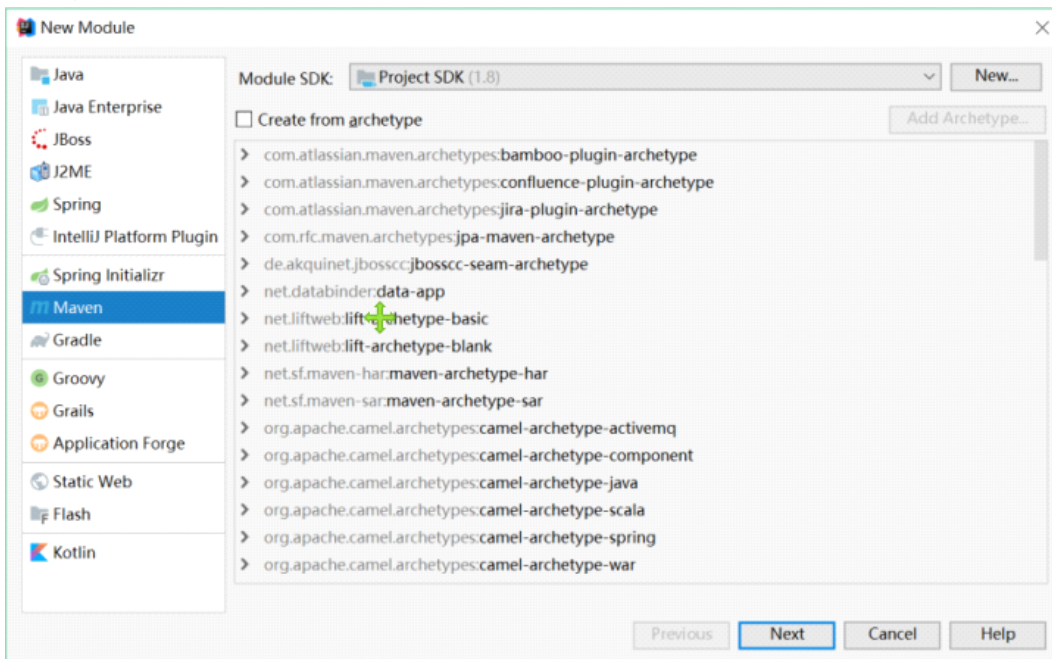 New Module
Java
Java Enterprise
JBoss
J2ME
Spring
IntelliJ Platform Plugin
Spring Initializr
Maven
Gradle
Groovy
Grails
Application Forge
Static Web
Flash
Kotlin
Module SDK: Project SDK (1.8) New...
Create from archetype Add Archetype...
com.atlassian.maven.archetypes:bamboo-plugin-archetype
com.atlassian.maven.archetypes:confluence-plugin-archetype
com.atlassian.maven.archetypes:jira-plugin-archetype
com.rfc.maven.archetypes:jpa-maven-archetype
de.akquinet.jbosscc:jbosscc-seam-archetype
net.databinder:data-app
net.liftweb:lift-archetype-basic
net.liftweb:lift-archetype-blank
net.sf.maven-har:maven-archetype-har
net.sf.maven-sar:maven-archetype-sar
org.apache.camel.archetypes:camel-archetype-activemq
org.apache.camel.archetypes:camel-archetype-component
org.apache.camel.archetypes:camel-archetype-java
org.apache.camel.archetypes:camel-archetype-scala
org.apache.camel.archetypes:camel-archetype-spring
org.apache.camel.archetypes:camel-archetype-war
Previous Next Cancel Help